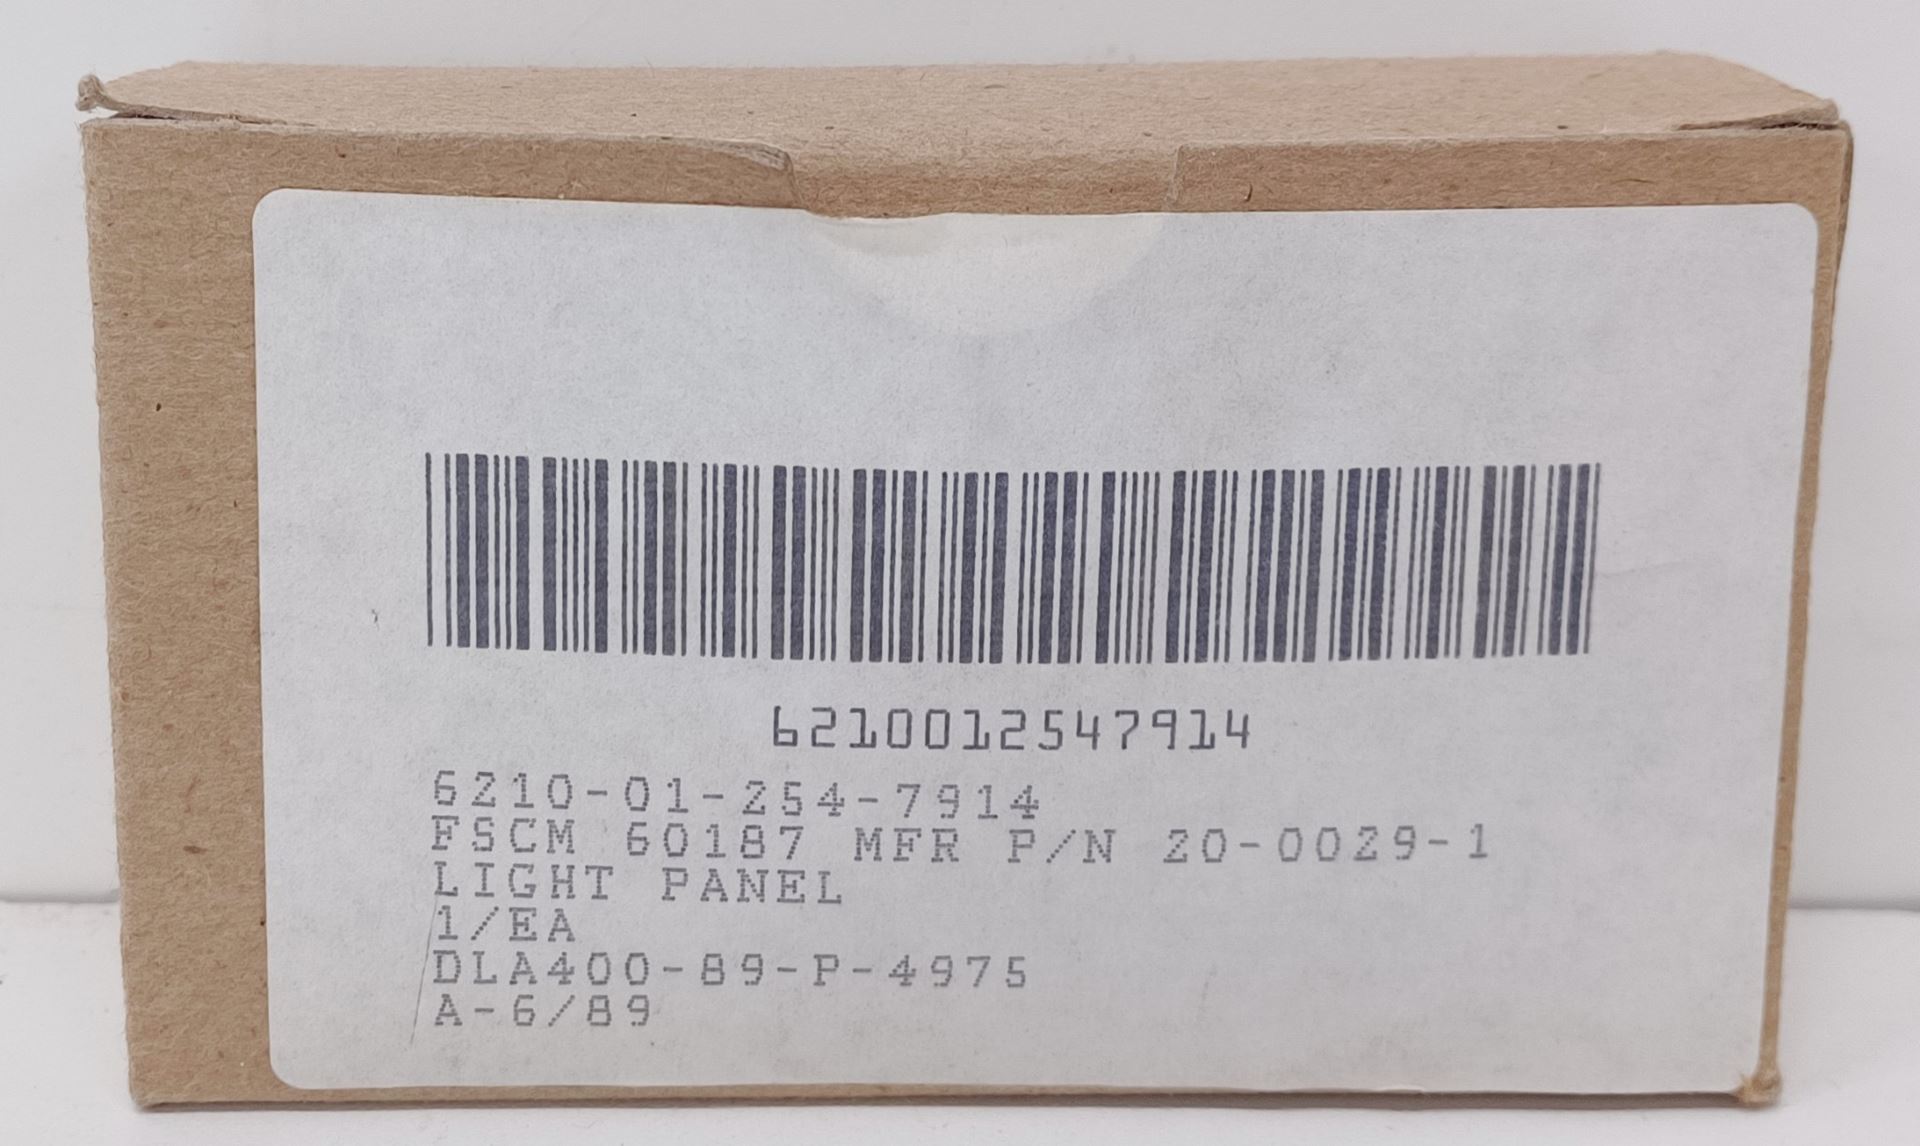 6210012547914
6210-01-254-7914
FSCM 60187 MFR P/N 20-0029-1
LIGHT PANEL
1/EA
DLA400-89-P-4975
A-6/89